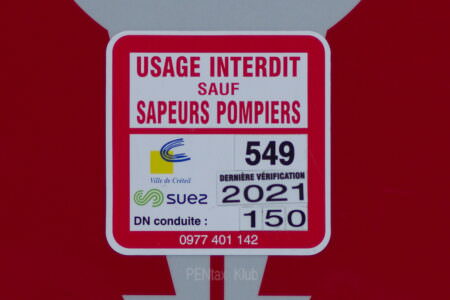 USAGE INTERDIT
SAUF
SAPEURS POMPIERS
549
Ville de Créteil
DERNIÈRE VÉRIFICATION
suez
2021
DN conduite :
150
0977 401 142
PENtax Klub